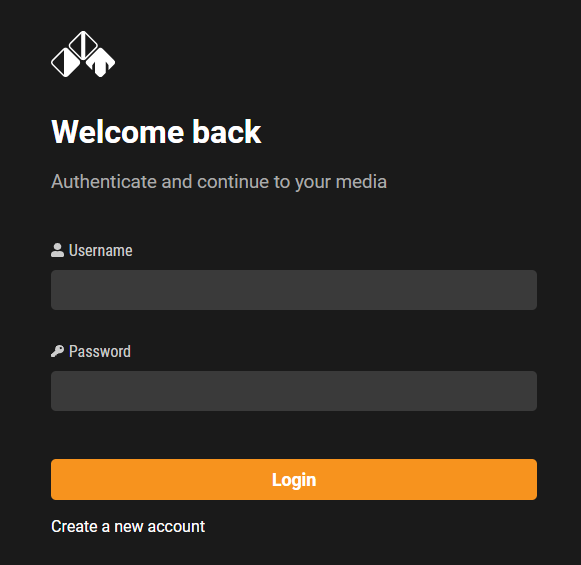 Welcome back
Authenticate and continue to your media
Username
Password
Login
Create a new account